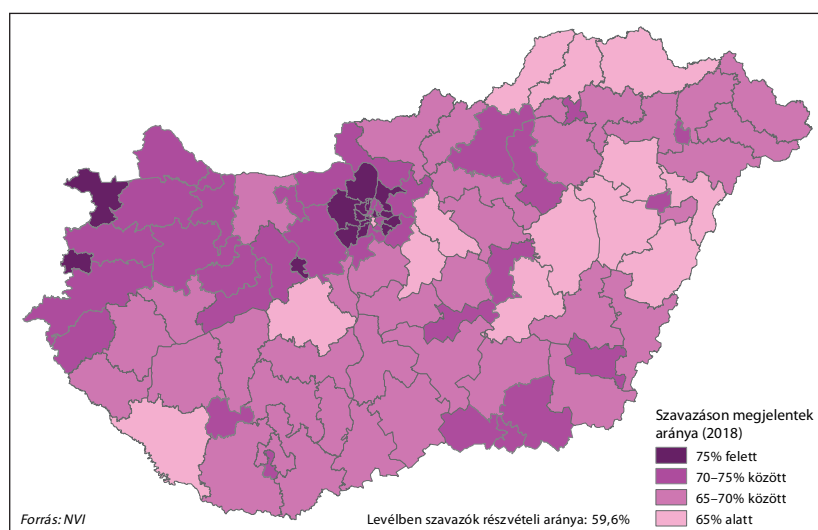 Szavazáson megjelentek
aránya (2018)
75% felett
70–75% között
65–70% között
65% alatt
Forrás: NVI
Levélben szavazók részvételi aránya: 59,6%